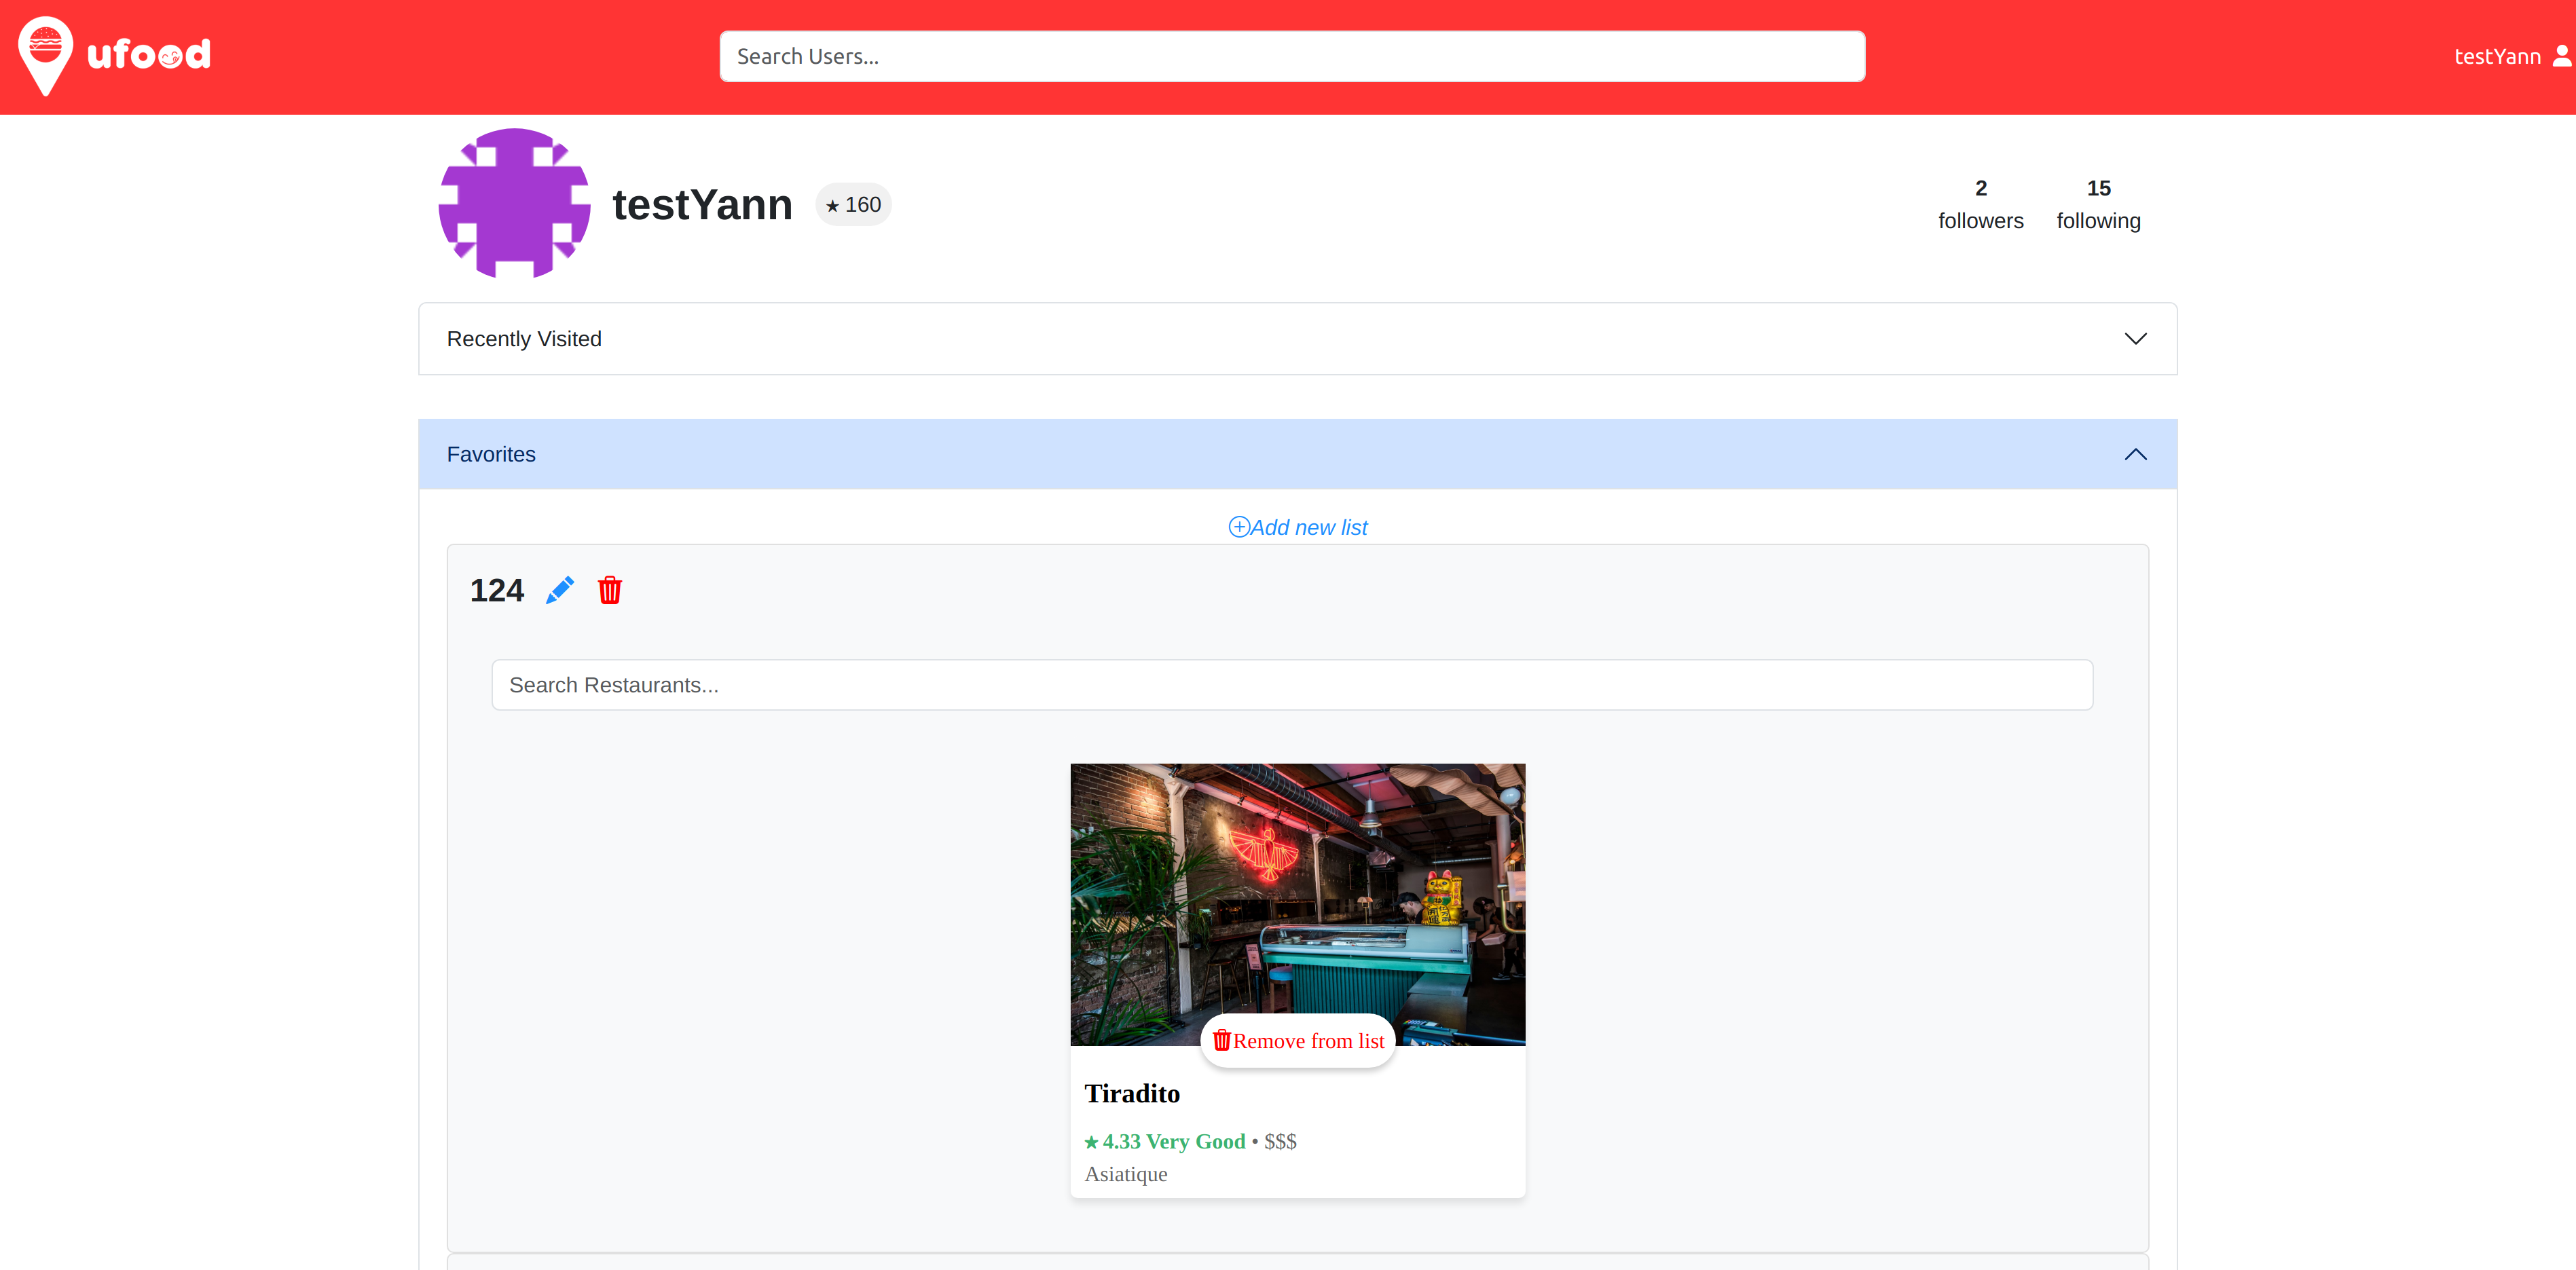 ufood
Search Users...
testYann
testYann
★ 160
2
followers
15
following
Recently Visited
Favorites
Add new list
124
Search Restaurants...
Remove from list
Tiradito
★ 4.33 Very Good • $$$
Asiatique